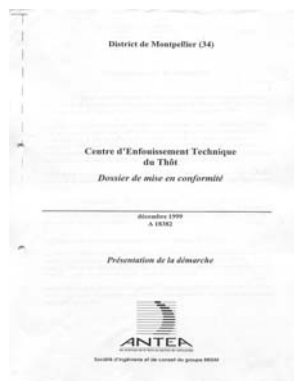 District de Montpellier (34)
Centre d'Enfouissement Technique
du Thôt
Dossier de mise en conformité
décembre 1999
A 18382
Présentation de la démarche
ANTEA
Société d'ingénierie et de conseil du groupe BRGM